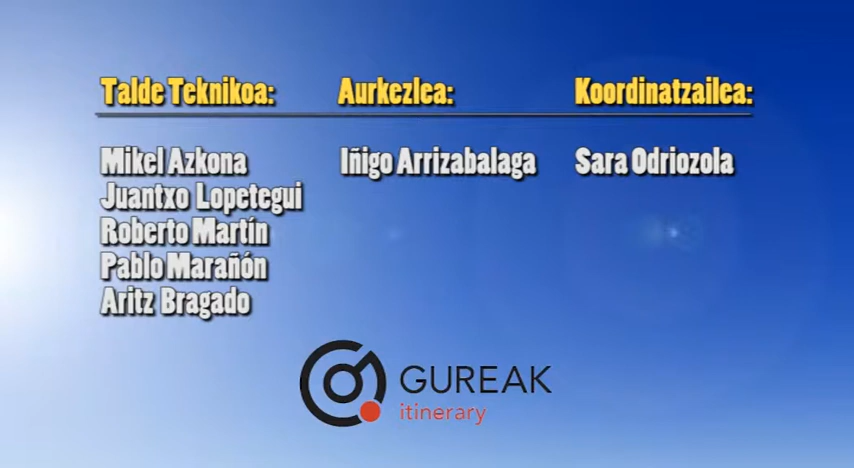 Talde Teknikoa:
Aurkezlea:
Koordinatzailea:
Mikel Azkona
Juantxo Lopetegui
Roberto Martín
Pablo Marañón
Aritz Bragado
Iñigo Arrizabalaga
Sara Odriozola
GUREAK
itinerary